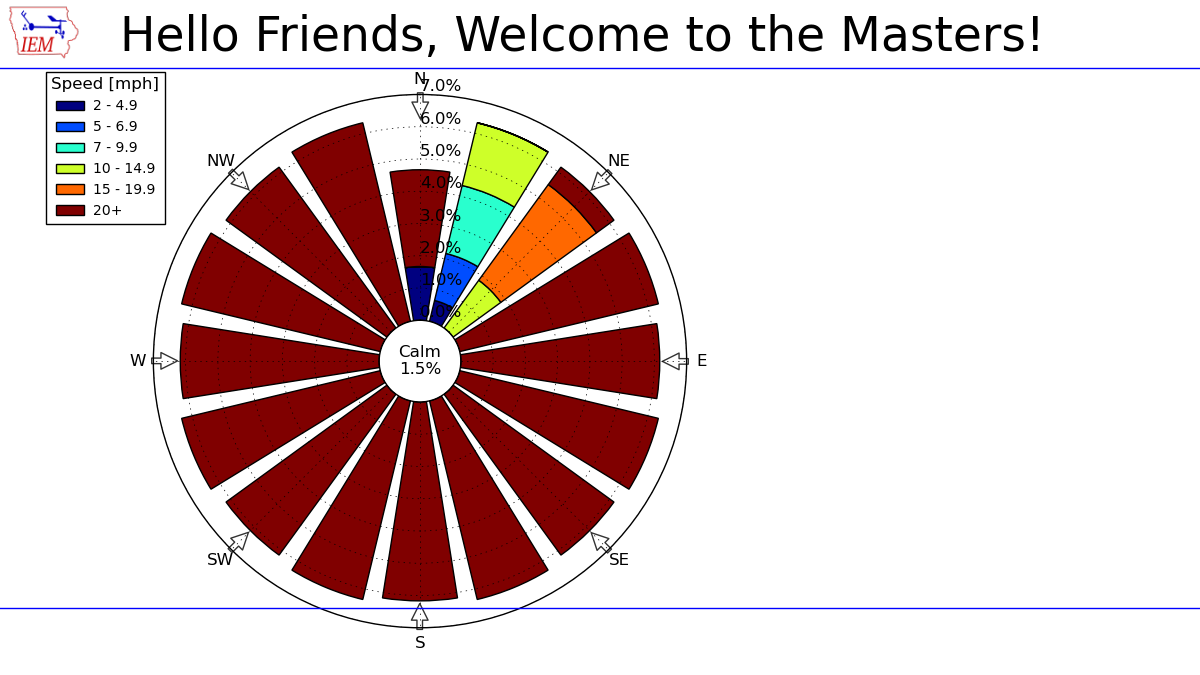 IEM
Hello Friends, Welcome to the Masters!
Speed [mph]
2 - 4.9
5 - 6.9
7 - 9.9
10 - 14.9
15 - 19.9
20+
N
7.0%
6.0%
5.0%
4.0%
3.0%
2.0%
1.0%
0.0%
NW
NE
W
Calm
1.5%
E
SW
SE
S